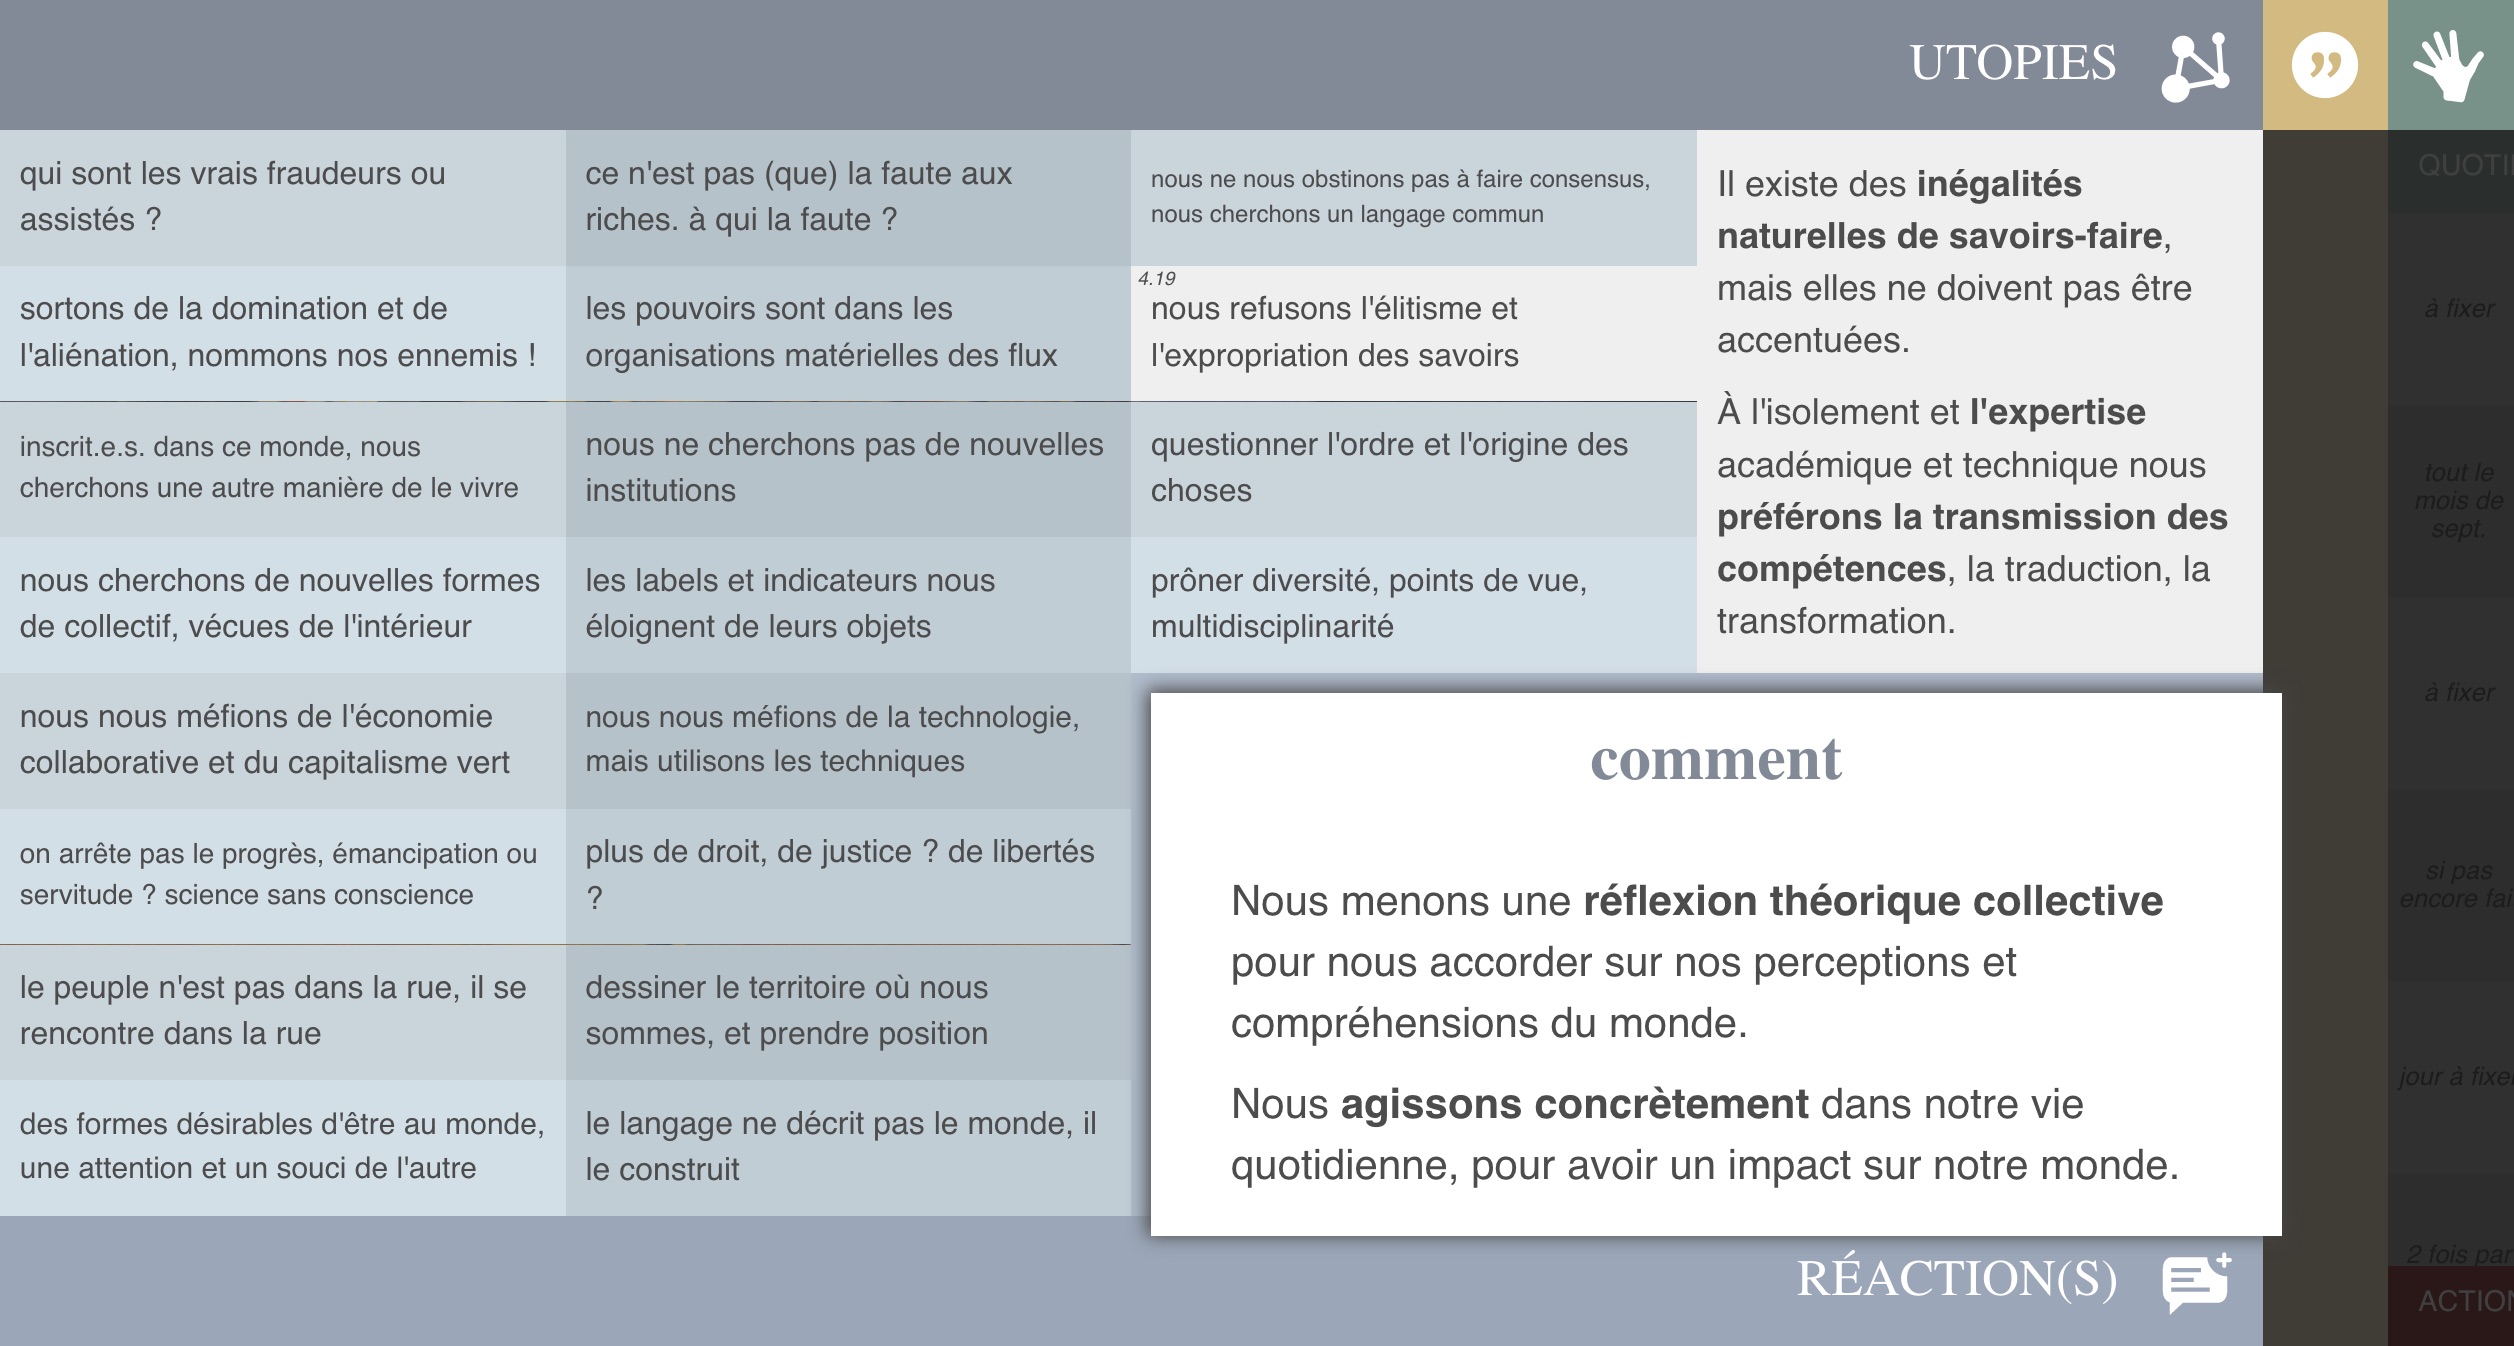 UTOPIES
”
qui sont les vrais fraudeurs ou
assistés ?
sortons de la domination et de
l'aliénation, nommons nos ennemis !
inscrit.e.s. dans ce monde, nous
cherchons une autre manière de le vivre
nous cherchons de nouvelles formes
de collectif, vécues de l'intérieur
nous nous méfions de l'économie
collaborative et du capitalisme vert
on arrête pas le progrès, émancipation ou
servitude ? science sans conscience
le peuple n'est pas dans la rue, il se
rencontre dans la rue
des formes désirables d'être au monde,
une attention et un souci de l'autre
ce n'est pas (que) la faute aux
riches. à qui la faute ?
les pouvoirs sont dans les
organisations matérielles des flux
nous ne cherchons pas de nouvelles
institutions
les labels et indicateurs nous
éloignent de leurs objets
nous nous méfions de la technologie,
mais utilisons les techniques
plus de droit, de justice ? de libertés
?
dessiner le territoire où nous
sommes, et prendre position
le langage ne décrit pas le monde, il
le construit
nous ne nous obstinons pas à faire consensus,
nous cherchons un langage commun
4.19
nous refusons l'élitisme et
l'expropriation des savoirs
questionner l'ordre et l'origine des
choses
prôner diversité, points de vue,
multidisciplinarité
Il existe des inégalités
naturelles de savoirs-faire,
mais elles ne doivent pas être
accentuées.
À l'isolement et l'expertise
académique et technique nous
préférons la transmission des
compétences, la traduction, la
transformation.
comment
Nous menons une réflexion théorique collective
pour nous accorder sur nos perceptions et
compréhensions du monde.
Nous agissons concrètement dans notre vie
quotidienne, pour avoir un impact sur notre monde.
RÉACTION(S)
QUOTI
à fixer
tout le
mois de
sept.
à fixer
si pas
encore fai
jour à fixer
2 fois par
ACTION